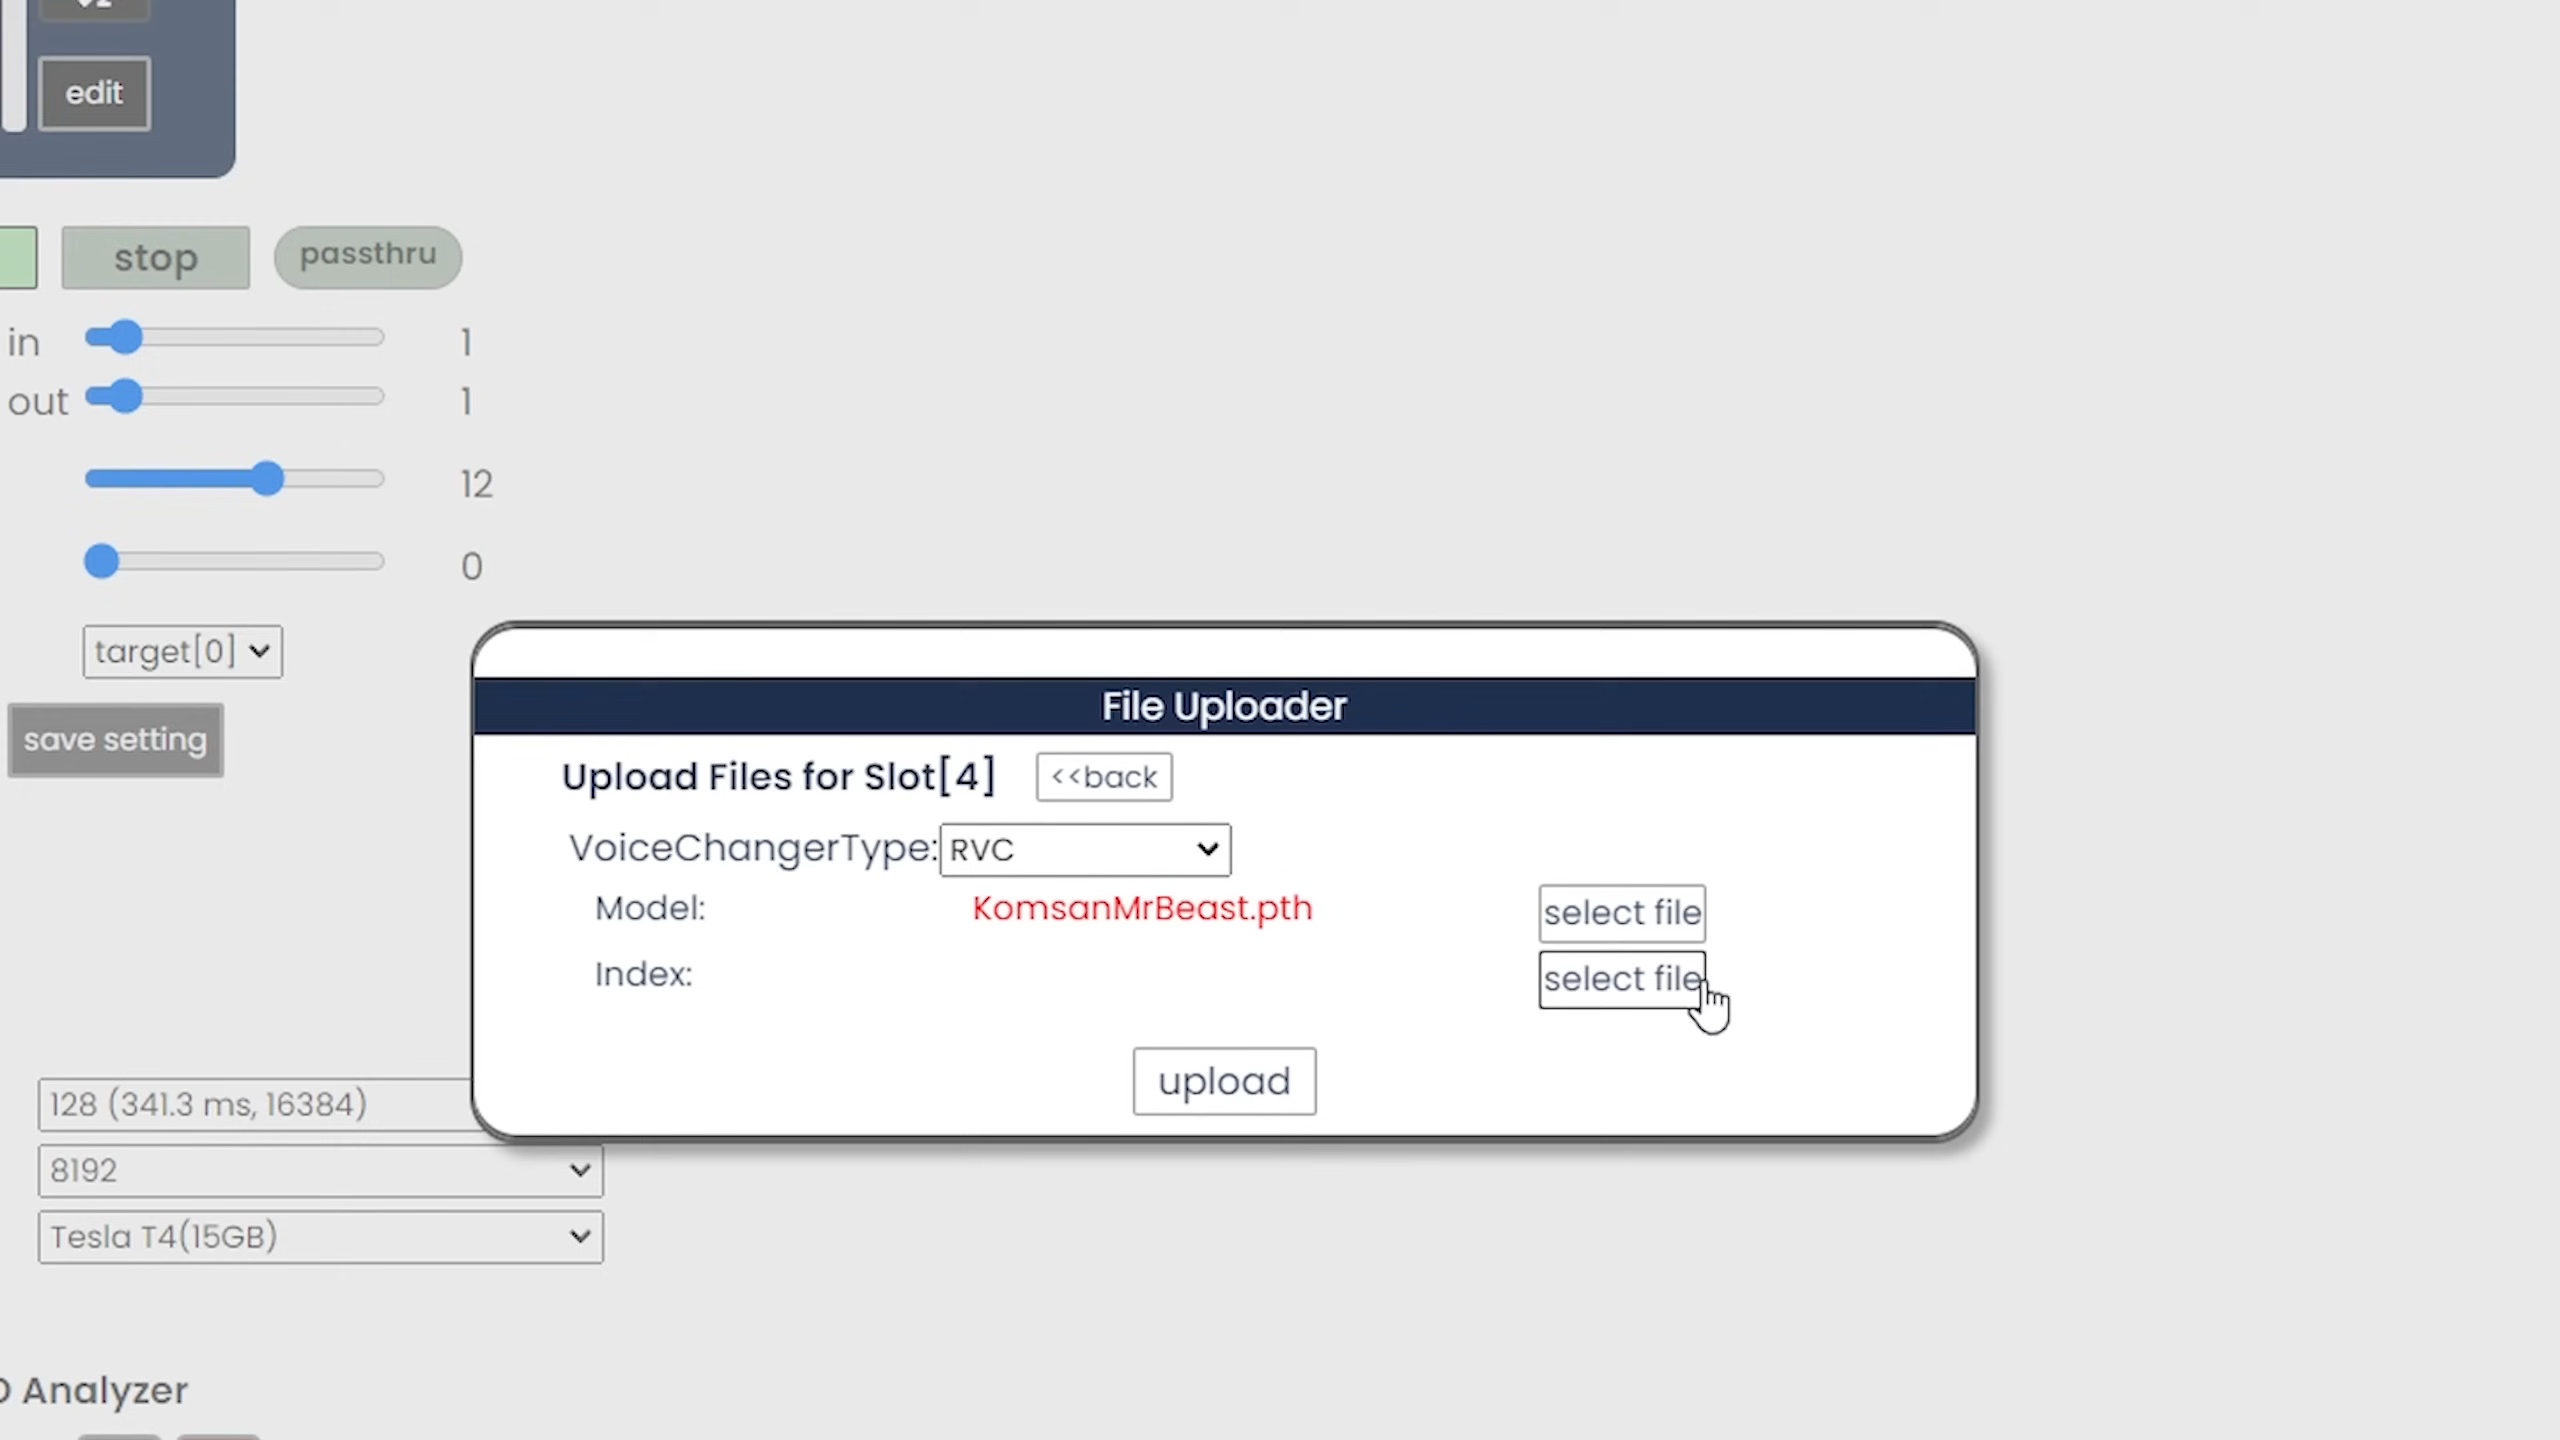 edit
stop
passthru
in
1
out
1
12
0
target[0]
save setting
File Uploader
Upload Files for Slot[4]
<<back
VoiceChangerType:
RVC
Model:
KomsanMrBeast.pth
select file
Index:
select file
upload
128 (341.3 ms, 16384)
8192
Tesla T4(15GB)
Analyzer